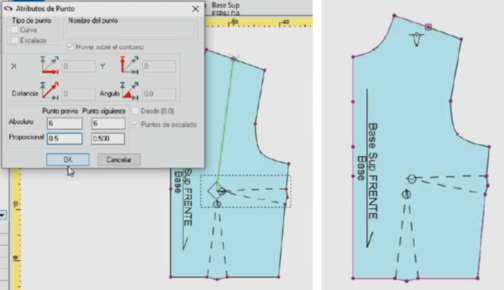 Atributos de Punto
Tipo de punto
Nombre del punto
Curva
Escalado
Mover sobre el contorno
X
0
Y
0
Distancia
0
Angulo
0.0
Punto previo
Punto siguiente
Desde (0,0)
Absoluto
6
6
Puntos de escalado
Proporcional
0.5
OK
Cancelar
Base Sup
ESPALDA
Base Sup FRENTE
Base
Base Sup FRENTE
Base